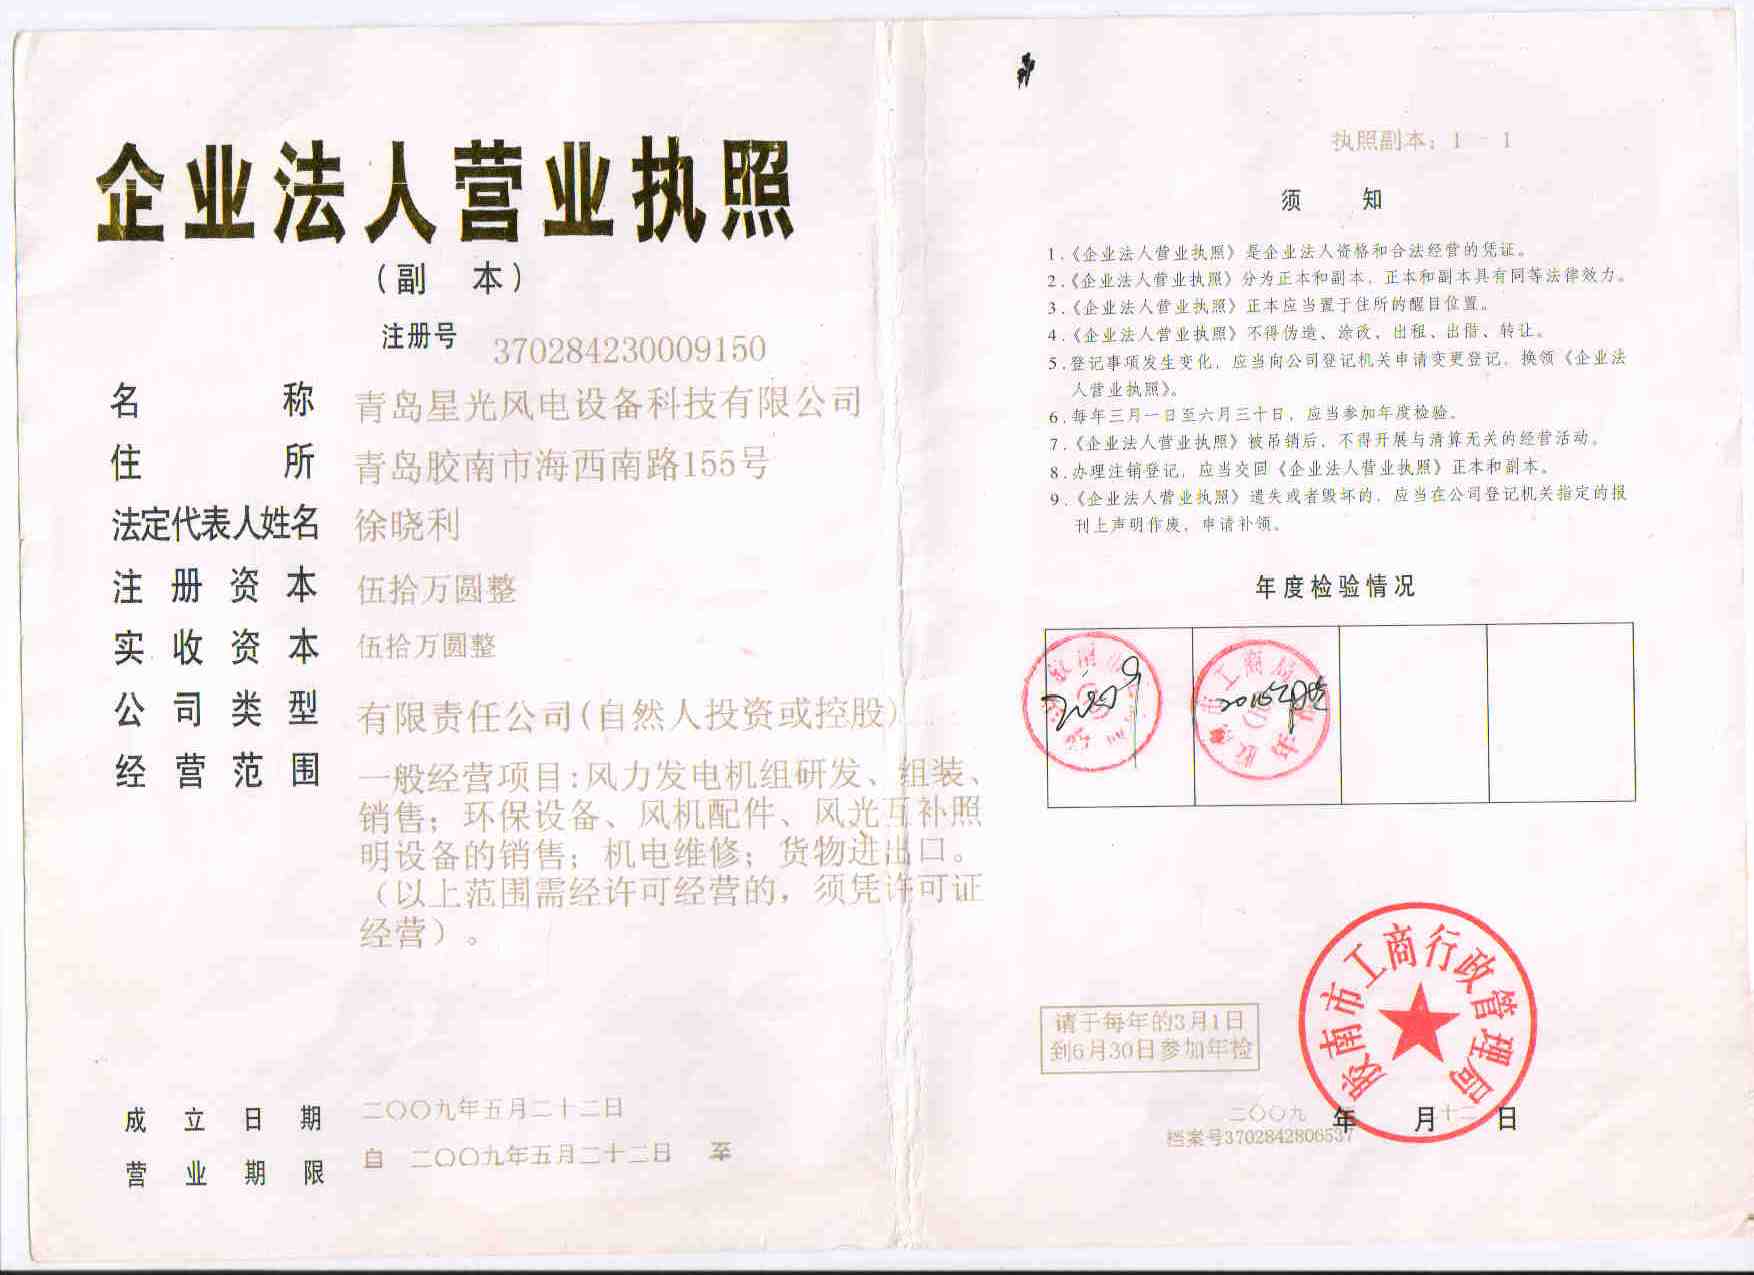 企业法人营业执照
（副 本）
注册号 370284230009150
名称 青岛星光风电设备科技有限公司
住所 青岛胶南市海西南路155号
法定代表人姓名 徐晓利
注册资本 伍拾万圆整
实收资本 伍拾万圆整
公司类型 有限责任公司(自然人投资或控股)
经营范围 一般经营项目:风力发电机组研发、组装、
销售；环保设备、风机配件、风光互补照
明设备的销售；机电维修；货物进出口。
（以上范围需经许可经营的，须凭许可证
经营）。
成立日期 二〇〇九年五月二十二日
营业期限 自 二〇〇九年五月二十二日 至
执照副本：1－1
须 知
1.《企业法人营业执照》是企业法人资格和合法经营的凭证。
2.《企业法人营业执照》分为正本和副本，正本和副本具有同等法律效力。
3.《企业法人营业执照》正本应当置于住所的醒目位置。
4.《企业法人营业执照》不得伪造、涂改、出租、出借、转让。
5.登记事项发生变化，应当向公司登记机关申请变更登记，换领《企业法
人营业执照》。
6.每年三月一日至六月三十日，应当参加年度检验。
7.《企业法人营业执照》被吊销后，不得开展与清算无关的经营活动。
8.办理注销登记，应当交回《企业法人营业执照》正本和副本。
9.《企业法人营业执照》遗失或者毁坏的，应当在公司登记机关指定的报
刊上声明作废，申请补领。
年度检验情况
请于每年的3月1日
到6月30日参加年检
胶南市工商行政管理局
二〇〇九 年 月 十二 日
档案号3702842806537